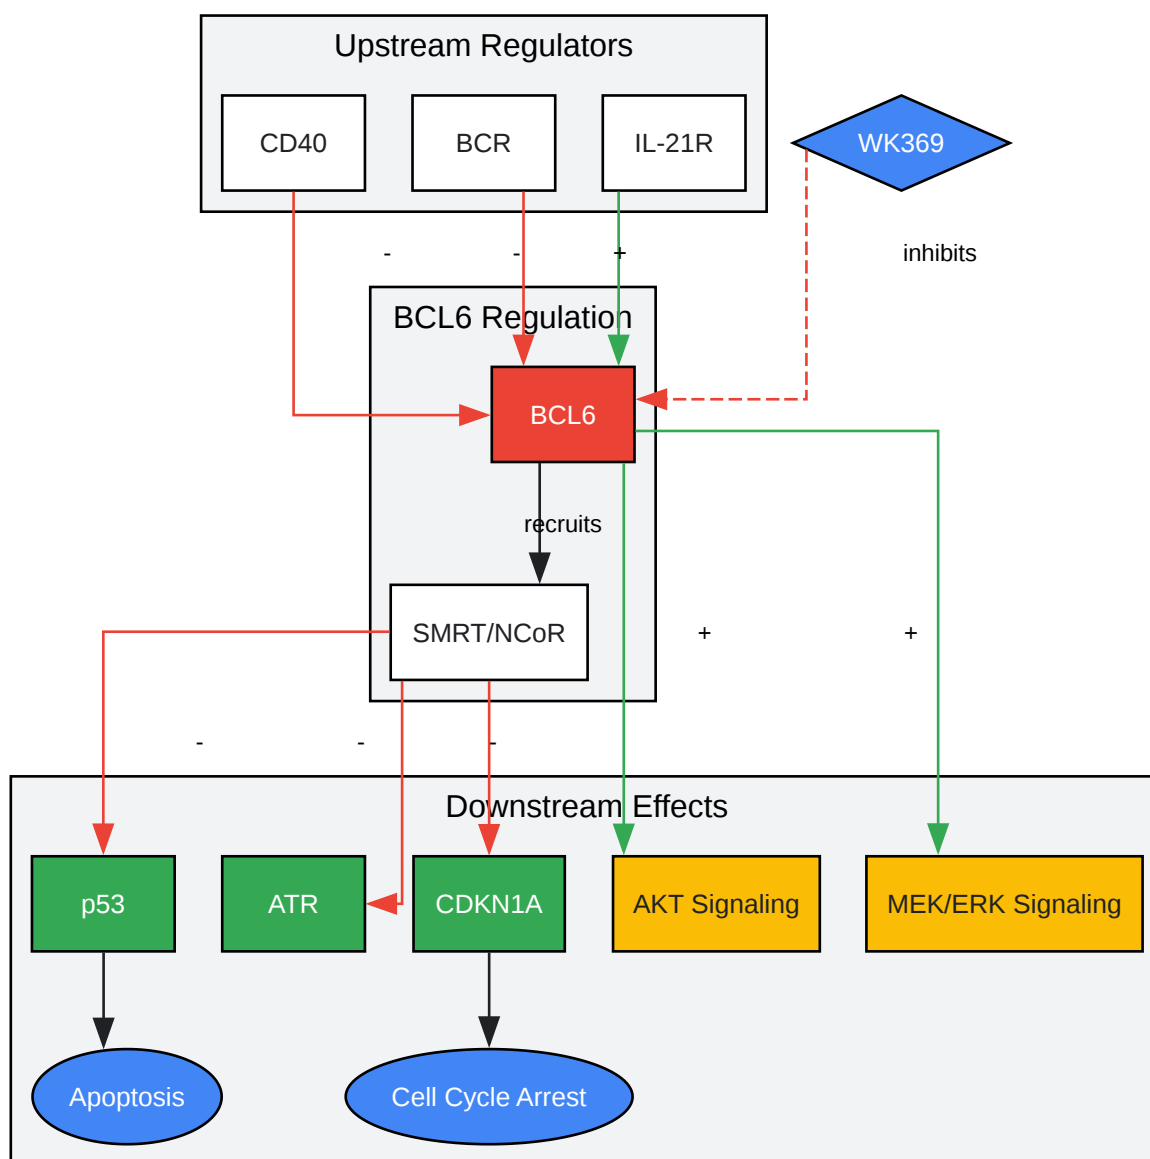 Upstream Regulators
CD40
BCR
IL-21R
WK369
-
-
+
inhibits
BCL6 Regulation
BCL6
recruits
SMRT/NCoR
+
+
-
-
-
Downstream Effects
p53
ATR
CDKN1A
AKT Signaling
MEK/ERK Signaling
Apoptosis
Cell Cycle Arrest